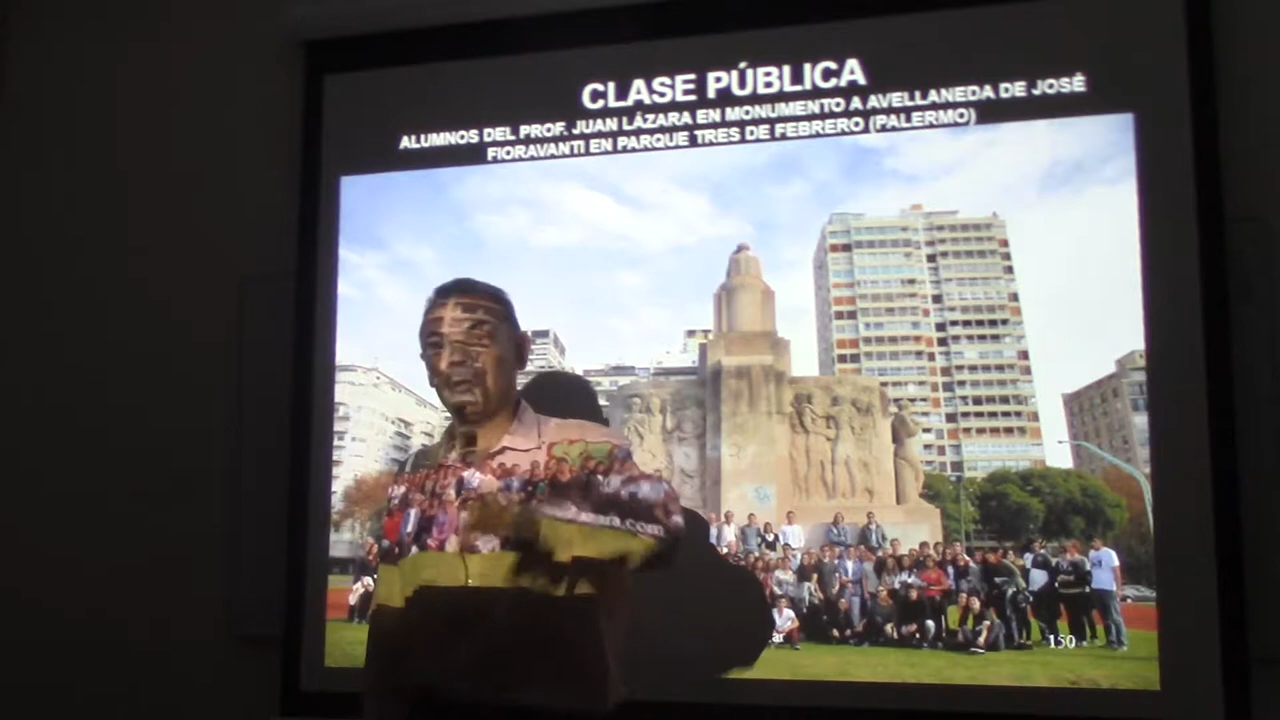 CLASE PÚBLICA
ALUMNOS DEL PROF. JUAN LÁZARA EN MONUMENTO A AVELLANEDA DE JOSÉ
FIORAVANTI EN PARQUE TRES DE FEBRERO (PALERMO)
150